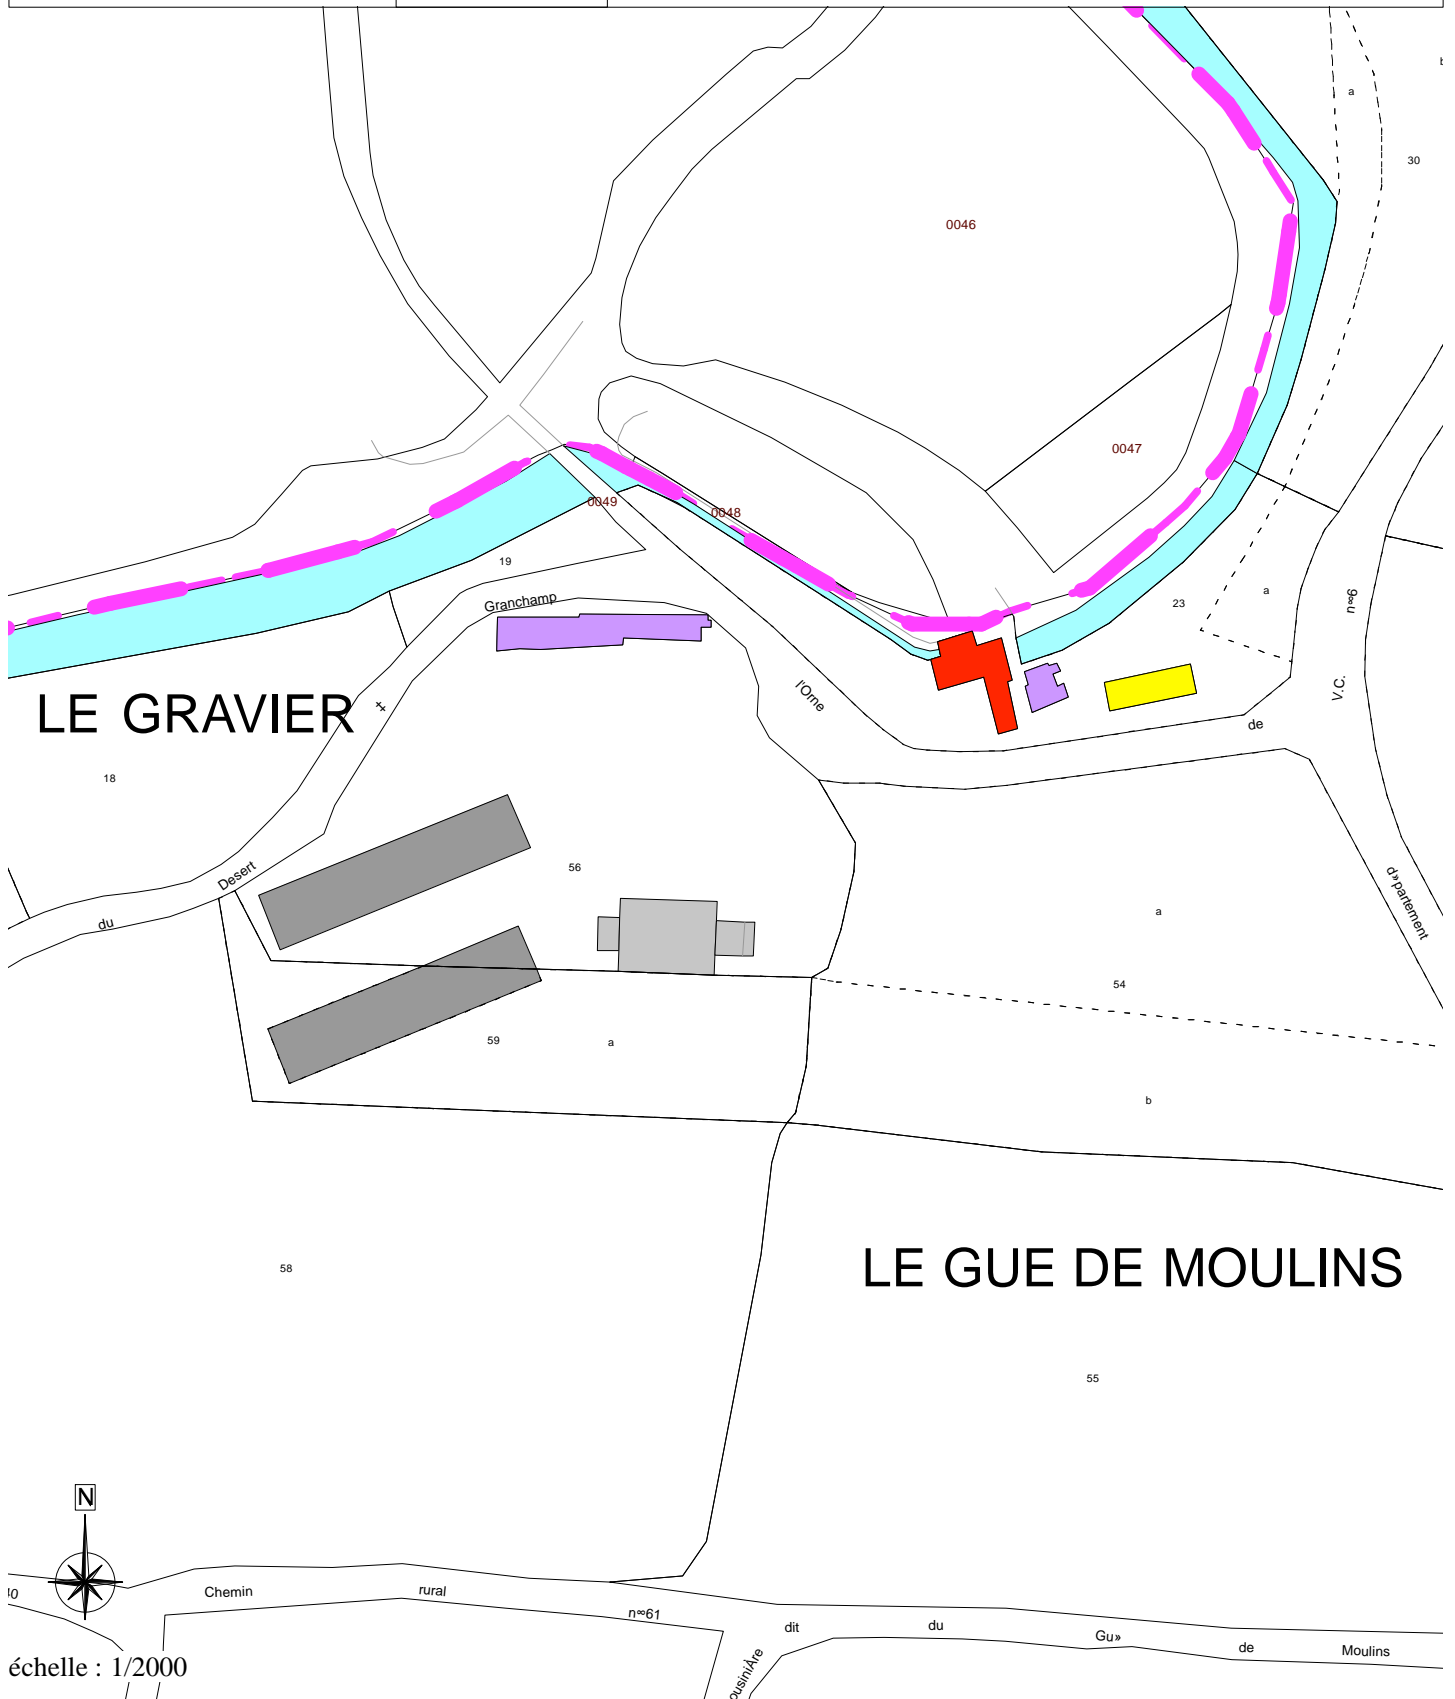 b
a
30
0046
0047
0049
0048
19
Granchamp
23
a
n∞6
l'Orne
V.C.
LE GRAVIER
de
18
56
Desert
d»partement
du
a
54
59
a
b
58
LE GUE DE MOULINS
55
N
Chemin rural n∞61 dit du Gu» de Moulins
échelle : 1/2000